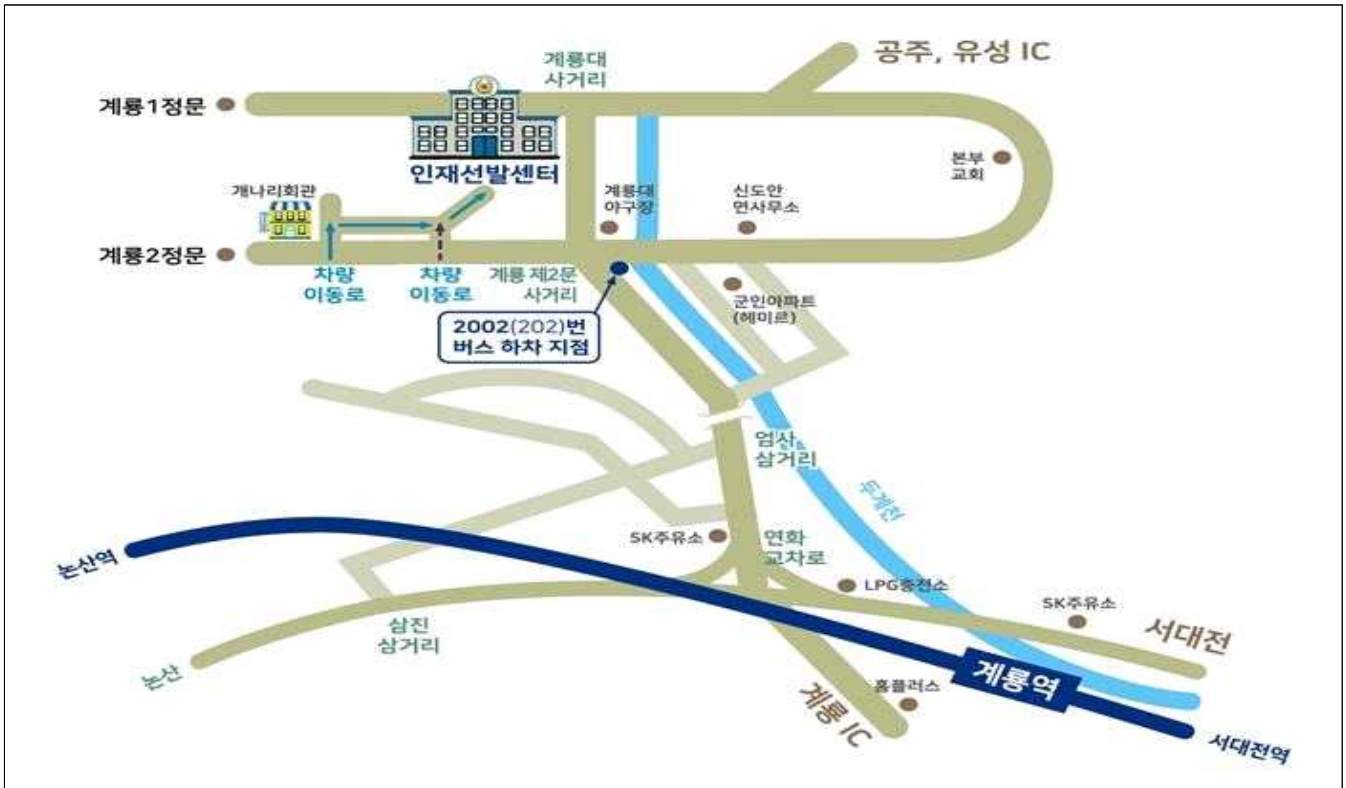 공주, 유성 IC
계룡대
사거리
계룡1정문
인재선발센터
본부
교회
개나리회관
계룡대
야구장
신도안
면사무소
계룡2정문
차량
이동로
차량
이동로
계룡 제2문
사거리
군인아파트
(헤미르)
2002(202)번
버스 하차 지점
엄사
삼거리
두계천
SK주유소
연화
교차로
논산역
LPG충전소
SK주유소
삼진
삼거리
서대전
논산
계룡역
홈플러스
계룡 IC
서대전역